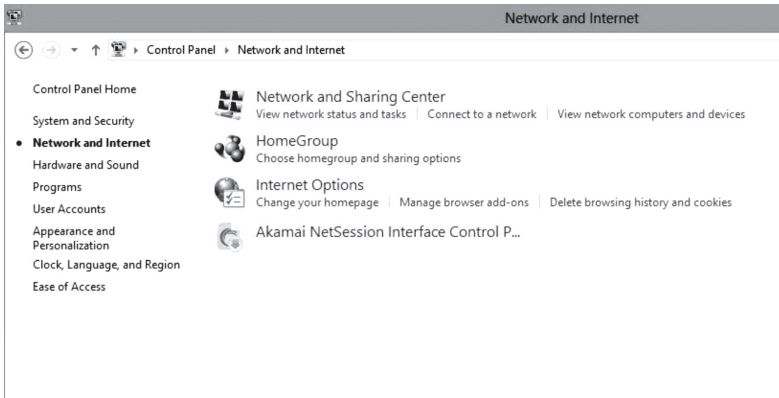 Network and Internet
Control Panel Network and Internet
Control Panel Home
System and Security
Network and Internet
Hardware and Sound
Programs
User Accounts
Appearance and
Personalization
Clock, Language, and Region
Ease of Access
Network and Sharing Center
View network status and tasks Connect to a network View network computers and devices
HomeGroup
Choose homegroup and sharing options
Internet Options
Change your homepage Manage browser add-ons Delete browsing history and cookies
Akamai NetSession Interface Control P...